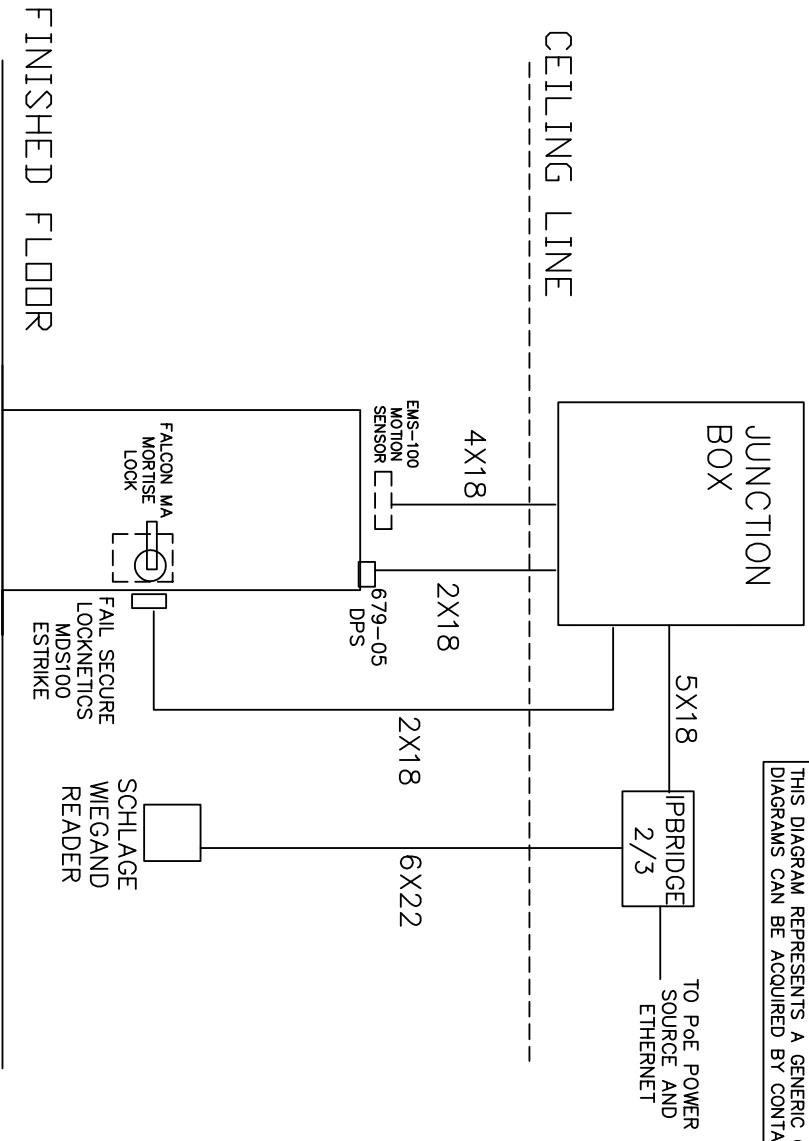 THIS DIAGRAM REPRESENTS A GENERIC
DIAGRAMS CAN BE ACQUIRED BY CONTA
JUNCTION
BOX
5X18
IPBRIDGE
2/3
TO PoE POWER
SOURCE AND
ETHERNET
CEILING LINE
4X18
2X18
2X18
6X22
EMS-100
MOTION
SENSOR
679-05
DPS
FALCON MA
MORTISE
LOCK
FAIL SECURE
LOCKNETICS
MDS100
ESTRIKE
SCHLAGE
WIEGAND
READER
FINISHED FLOOR